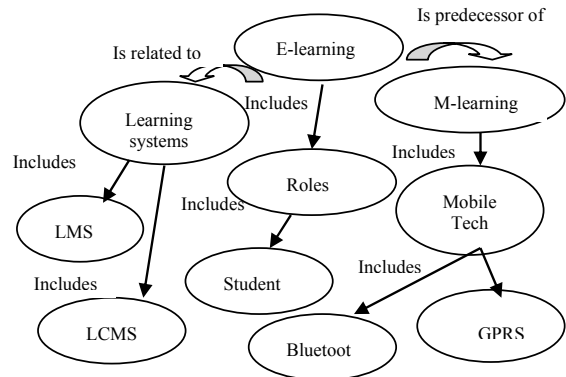 Is predecessor of
E-learning
Is related to
Includes
M-learning
Learning
systems
Includes
Includes
Roles
Includes
Mobile
Tech
LMS
Includes
Student
Includes
LCMS
Bluetoot
GPRS